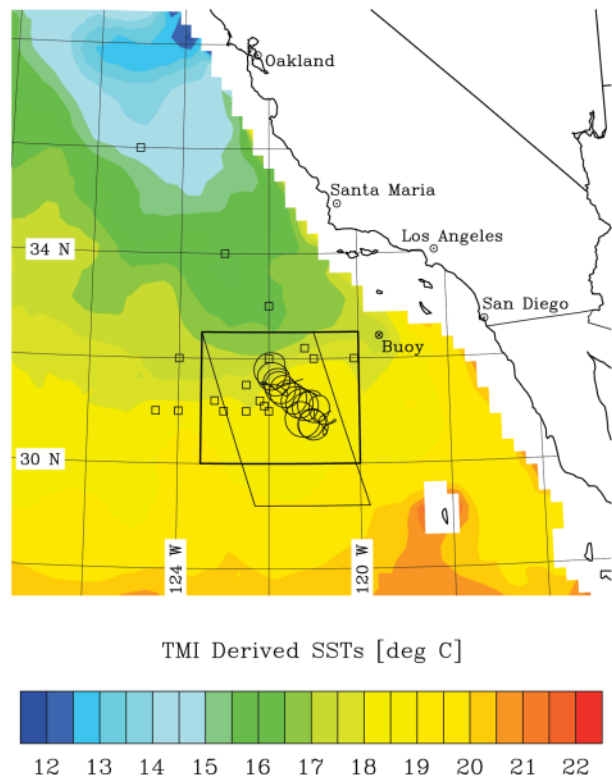 Oakland
Santa Maria
34 N
Los Angeles
San Diego
Buoy
30 N
124 W
120 W
TMI Derived SSTs [deg C]
12 13 14 15 16 17 18 19 20 21 22